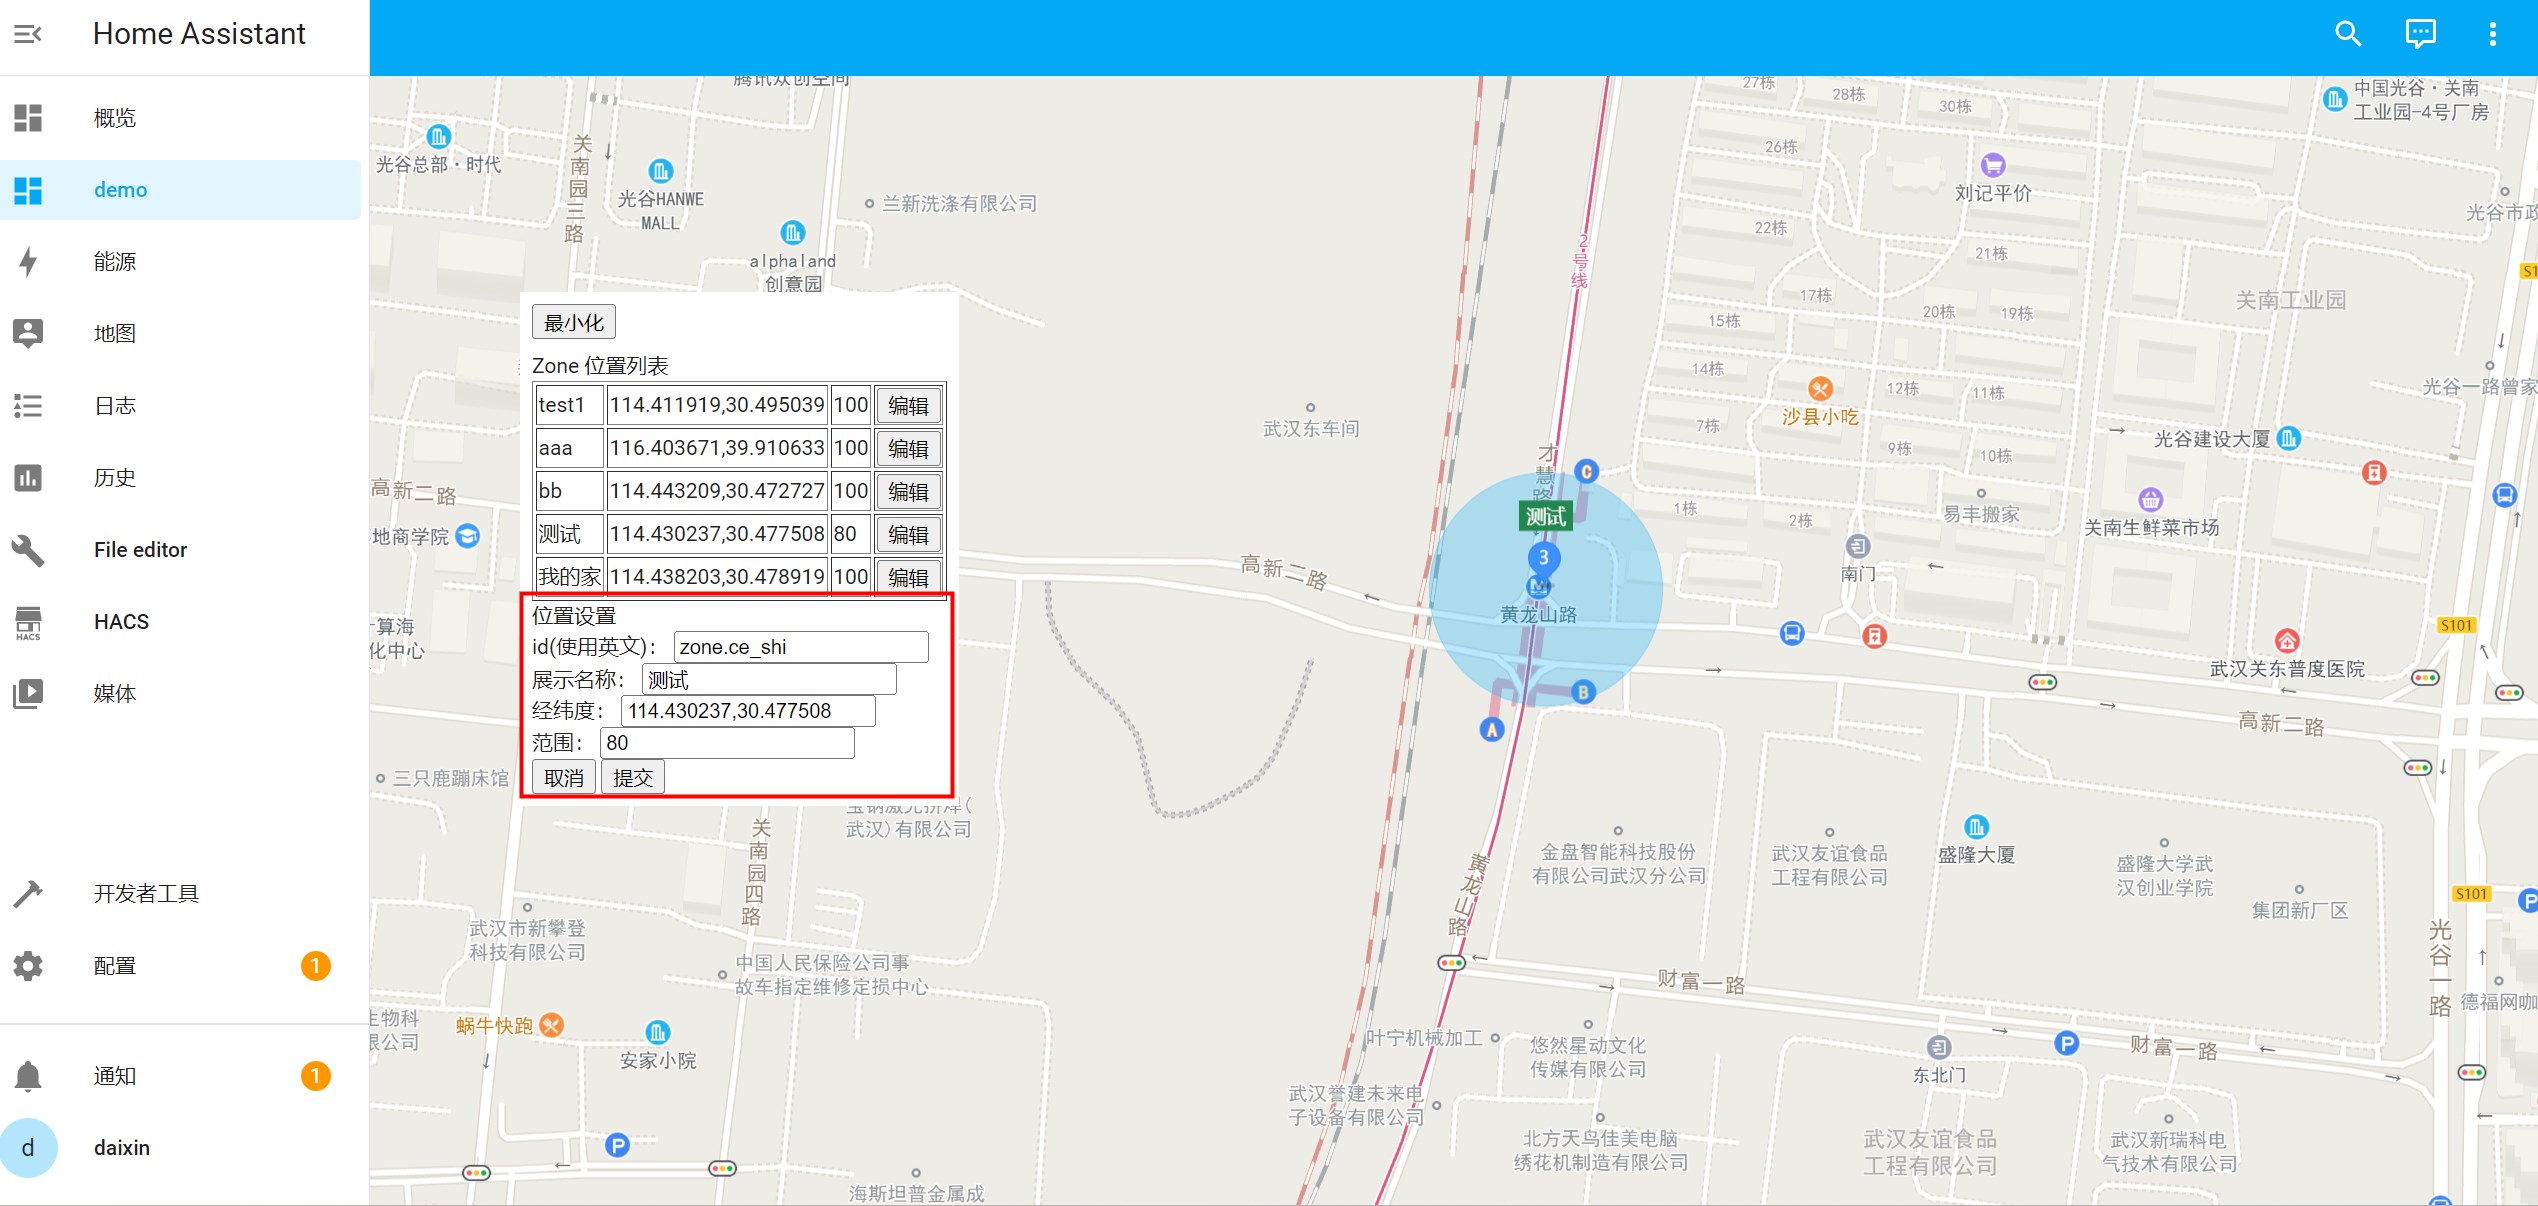 Home Assistant
概览
demo
能源
地图
日志
历史
File editor
HACS
HACS
媒体
开发者工具
配置
1
通知
1
d
daixin
最小化
Zone 位置列表
test1 114.411919,30.495039 100 编辑
aaa 116.403671,39.910633 100 编辑
bb 114.443209,30.472727 100 编辑
测试 114.430237,30.477508 80 编辑
我的家 114.438203,30.478919 100 编辑
位置设置
id(使用英文)： zone.ce_shi
展示名称： 测试
经纬度： 114.430237,30.477508
范围： 80
取消 提交
腾讯众创空间
光谷总部·时代
关南园三路
光谷HANWE
MALL
兰新洗涤有限公司
alphaland
创意园
高新二路
地商学院
算海
化中心
三只鹿蹦床馆
武汉)有限公司
关南园四路
武汉市新攀登
科技有限公司
中国人民保险公司事
故车指定维修定损中心
生物科
限公司
蜗牛快跑
安家小院
P
海斯坦普金属成
武汉东车间
2号线
才慧路
C
测试
3
黄龙山路
高新二路
B
A
黄龙山路
27栋
28栋
30栋
26栋
22栋
21栋
17栋
20栋
19栋
15栋
14栋
12栋
11栋
7栋
9栋
10栋
1栋
2栋
刘记平价
沙县小吃
中国光谷·关南
工业园-4号厂房
光谷市政
S1
关南工业园
光谷一路曾家
光谷建设大厦
易丰搬家
关南生鲜菜市场
南门
S101
武汉关东普度医院
高新二路
金盘智能科技股份
有限公司武汉分公司
武汉友谊食品
工程有限公司
盛隆大厦
盛隆大学武
汉创业学院
集团新厂区
S101
P
光谷一路
德福网咖
财富一路
叶宁机械加工
悠然星动文化
传媒有限公司
东北门
P
财富一路
武汉誉建未来电
子设备有限公司
北方天鸟佳美电脑
绣花机制造有限公司
武汉友谊食品
工程有限公司
武汉新瑞科电
气技术有限公司